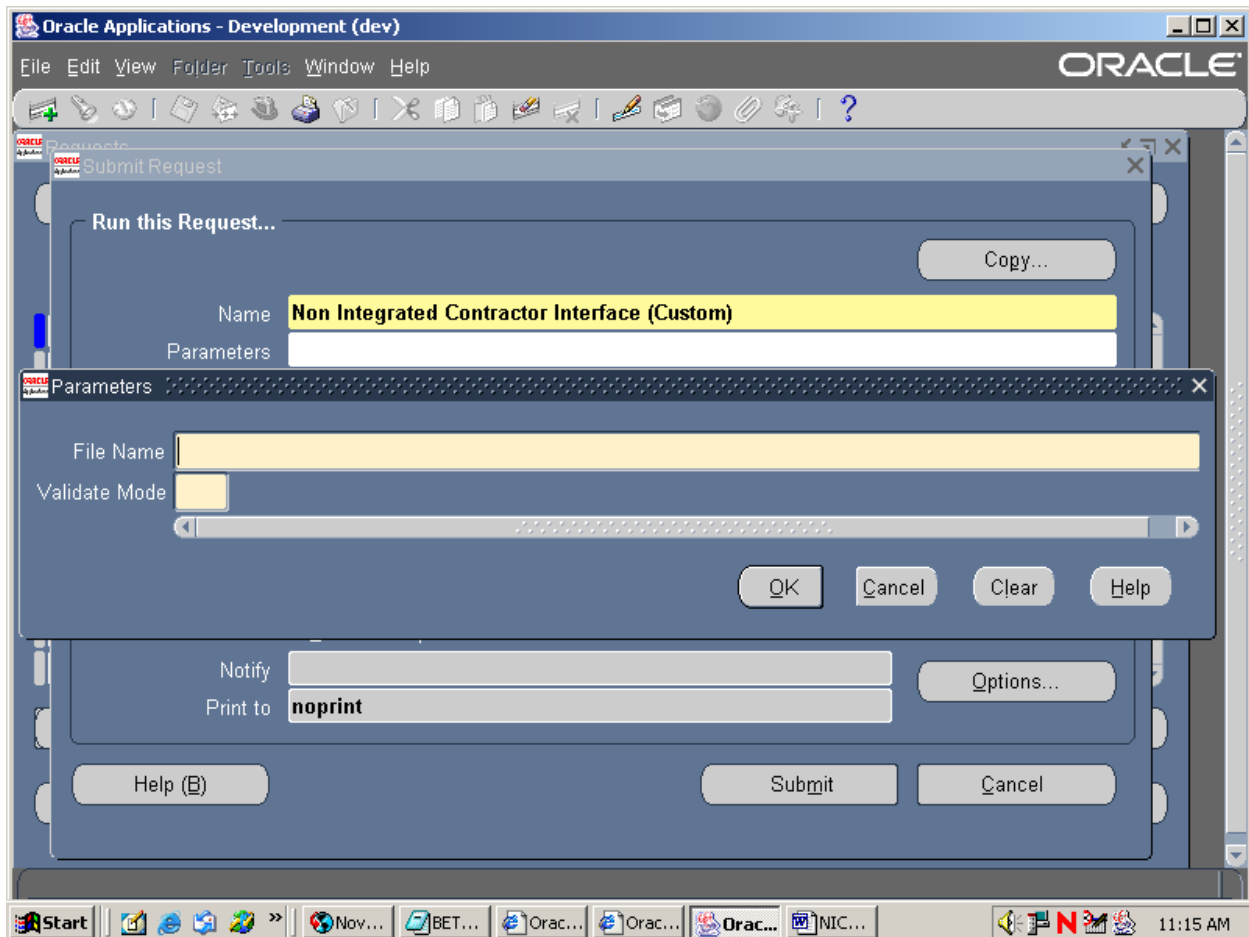 Oracle Applications - Development (dev)
File Edit View Folder Tools Window Help
ORACLE
Requests
Submit Request
Run this Request...
Copy...
Name Non Integrated Contractor Interface (Custom)
Parameters
Parameters
File Name
Validate Mode
OK Cancel Clear Help
Notify
Options...
Print to noprint
Help (B) Submit Cancel
Start » Nov... BET... Orac... Orac... Orac... NIC... 11:15 AM